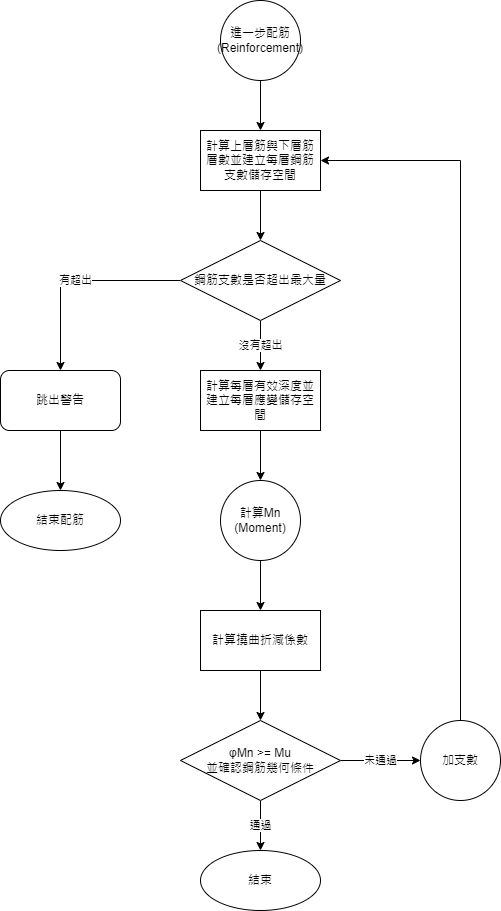 進一步配筋
(Reinforcement)
計算上層筋與下層筋
層數並建立每層鋼筋
支數儲存空間
鋼筋支數是否超出最大量
有超出
沒有超出
跳出警告
計算每層有效深度並
建立每層應變儲存空
間
結束配筋
計算Mn
(Moment)
計算撓曲折減係數
φMn >= Mu
並確認鋼筋幾何條件
未通過
加支數
通過
結束